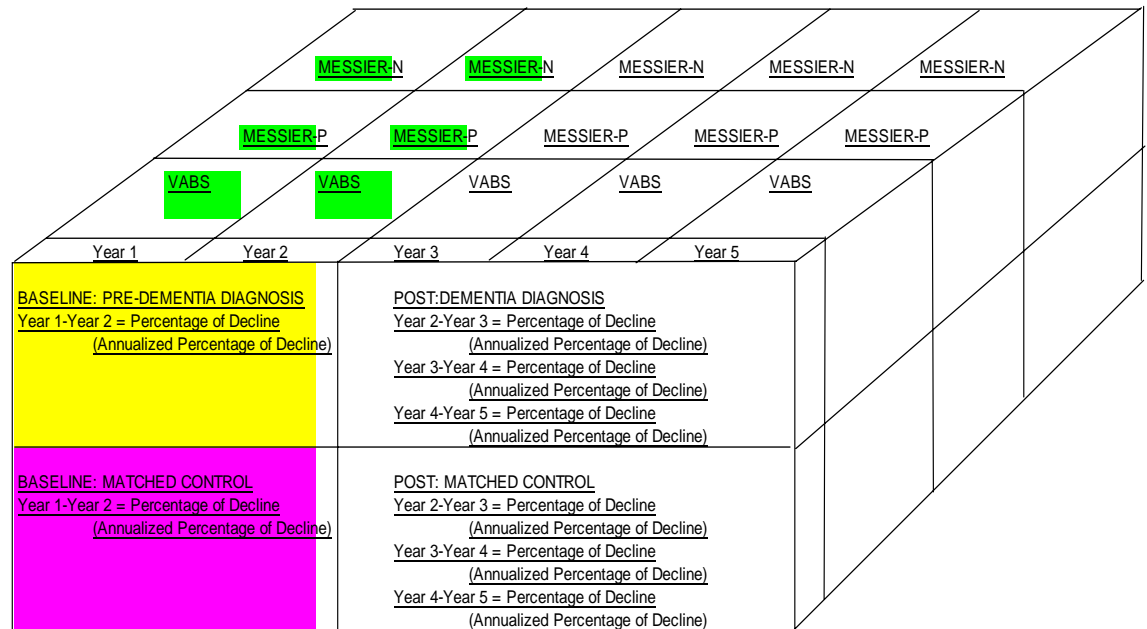 MESSIER-N MESSIER-N MESSIER-N MESSIER-N MESSIER-N
MESSIER-P MESSIER-P MESSIER-P MESSIER-P MESSIER-P
VABS VABS VABS VABS VABS
Year 1 Year 2 Year 3 Year 4 Year 5
BASELINE: PRE-DEMENTIA DIAGNOSIS
Year 1-Year 2 = Percentage of Decline
(Annualized Percentage of Decline)
POST:DEMENTIA DIAGNOSIS
Year 2-Year 3 = Percentage of Decline
(Annualized Percentage of Decline)
Year 3-Year 4 = Percentage of Decline
(Annualized Percentage of Decline)
Year 4-Year 5 = Percentage of Decline
(Annualized Percentage of Decline)
BASELINE: MATCHED CONTROL
Year 1-Year 2 = Percentage of Decline
(Annualized Percentage of Decline)
POST: MATCHED CONTROL
Year 2-Year 3 = Percentage of Decline
(Annualized Percentage of Decline)
Year 3-Year 4 = Percentage of Decline
(Annualized Percentage of Decline)
Year 4-Year 5 = Percentage of Decline
(Annualized Percentage of Decline)